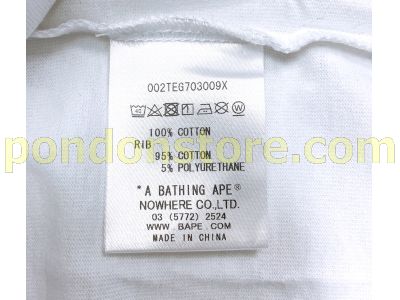 002TEG703009X
40 W
100% COTTON
RIB
95% COTTON
5% POLYURETHANE
"A BATHING APE®
NOWHERE CO.,LTD.
03 (5772) 2524
WWW.BAPE.COM
MADE IN CHINA
pondonstore.com